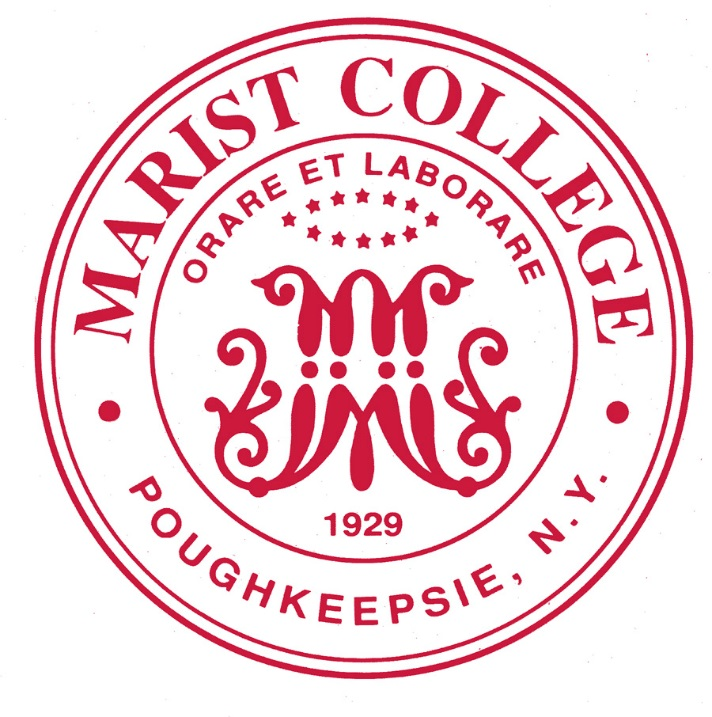 MARIST COLLEGE
ORARE ET LABORARE
1929
POUGHKEEPSIE, N.Y.